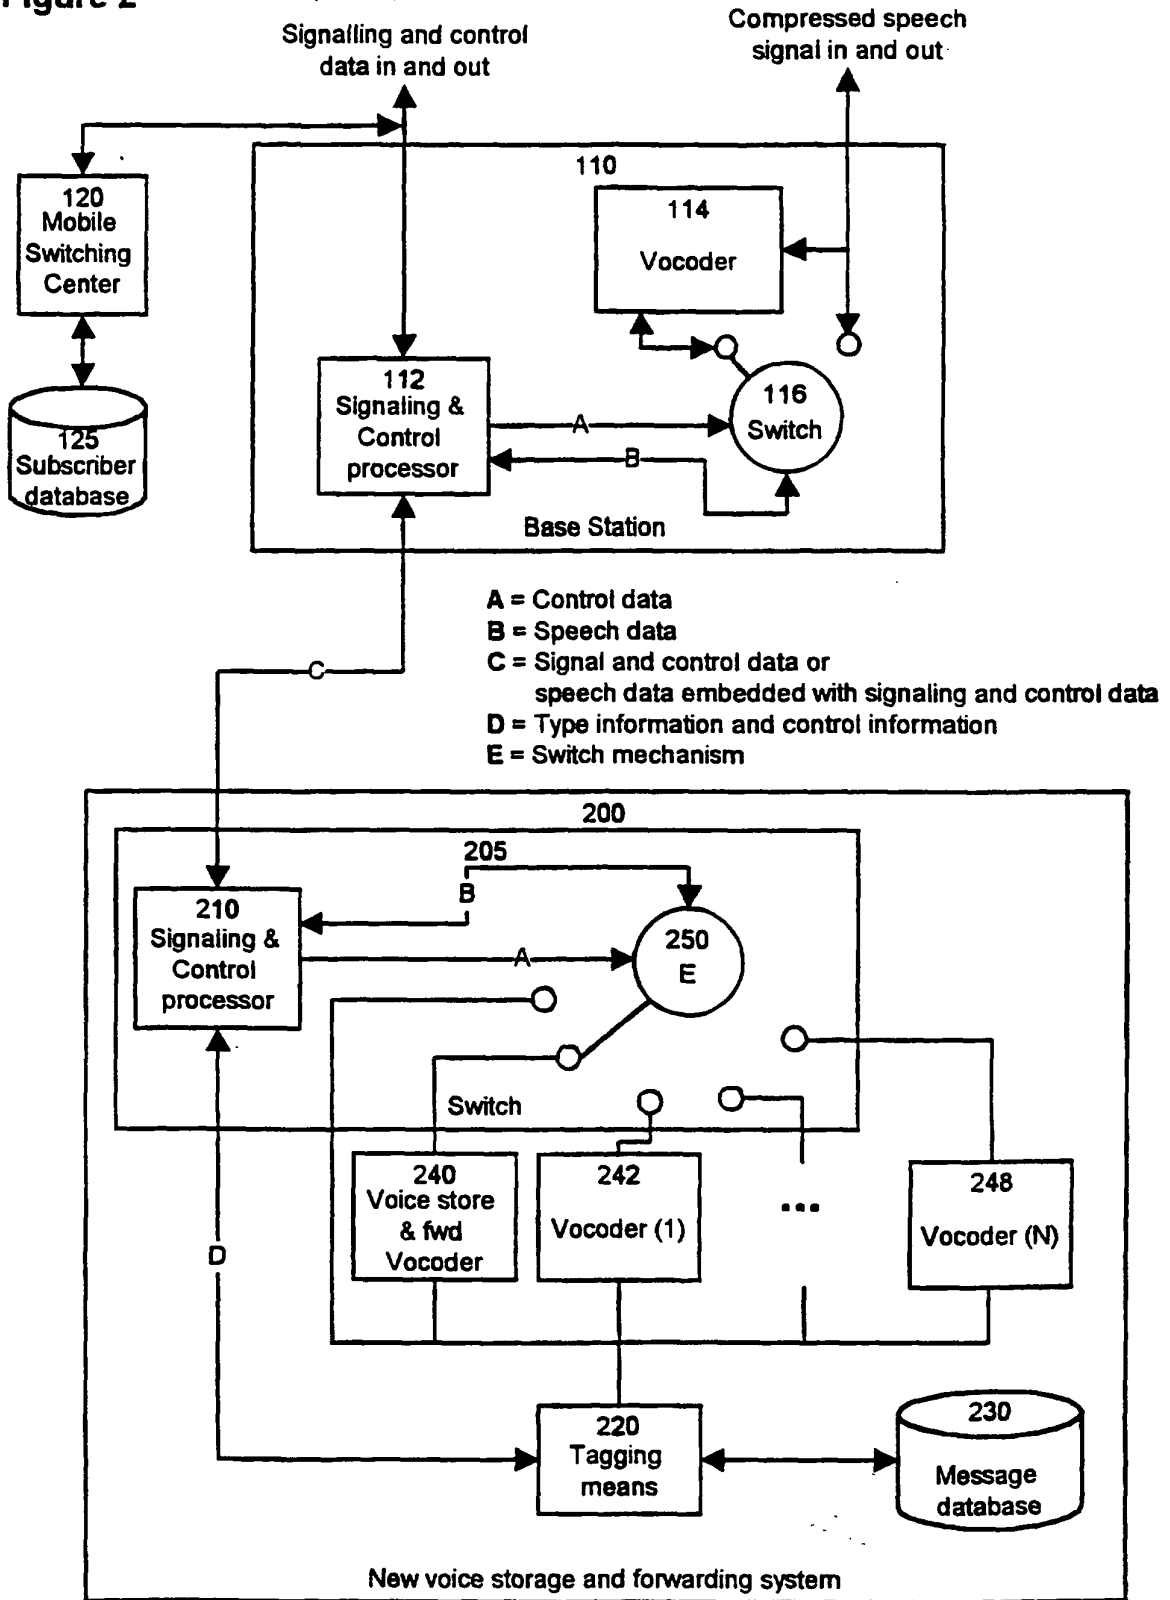 Figure 2
Signalling and control
data in and out
Compressed speech
signal in and out
110
120
Mobile
Switching
Center
114
Vocoder
112
Signaling &
Control
processor
116
Switch
A
B
125
Subscriber
database
Base Station
A = Control data
B = Speech data
C = Signal and control data or
speech data embedded with signaling and control data
D = Type information and control information
E = Switch mechanism
C
200
205
B
210
Signaling &
Control
processor
A
250
E
Switch
240
Voice store
& fwd
Vocoder
242
Vocoder (1)
...
248
Vocoder (N)
D
220
Tagging
means
230
Message
database
New voice storage and forwarding system